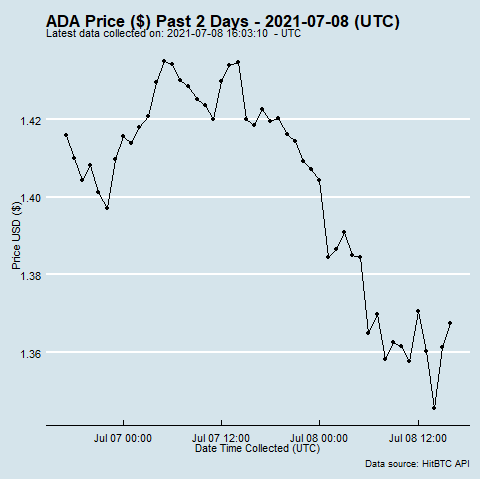 ADA Price ($) Past 2 Days - 2021-07-08 (UTC)
Latest data collected on: 2021-07-08 16:03:10 - UTC
Price USD ($)
1.42
1.40
1.38
1.36
Jul 07 00:00 Jul 07 12:00 Jul 08 00:00 Jul 08 12:00
Date Time Collected (UTC)
Data source: HitBTC API